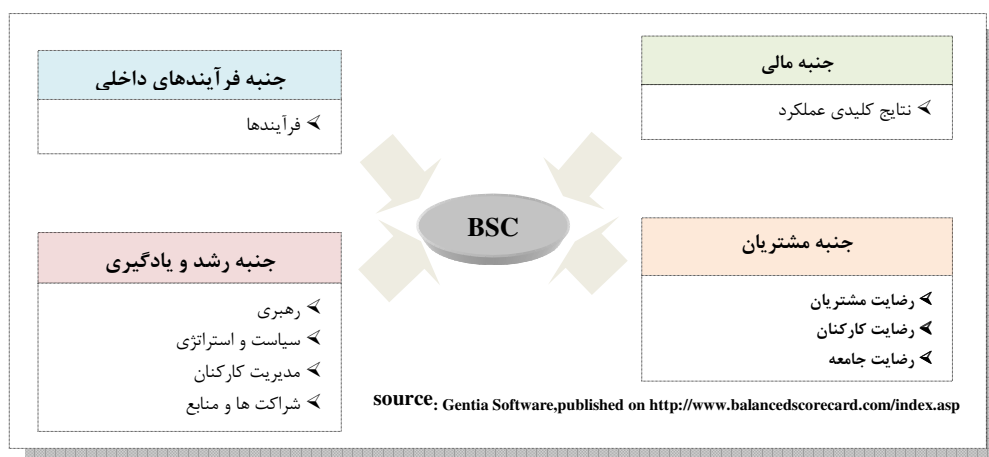 جنبه مالی
➢ نتایج کلیدی عملکرد
جنبه فرآیندهای داخلی
➢ فرآیندها
BSC
جنبه مشتریان
➢ رضایت مشتریان
➢ رضایت کارکنان
➢ رضایت جامعه
جنبه رشد و یادگیری
➢ رهبری
➢ سیاست و استراتژی
➢ مدیریت کارکنان
➢ شراکت ها و منابع
source: Gentia Software,published on http://www.balancedscorecard.com/index.asp